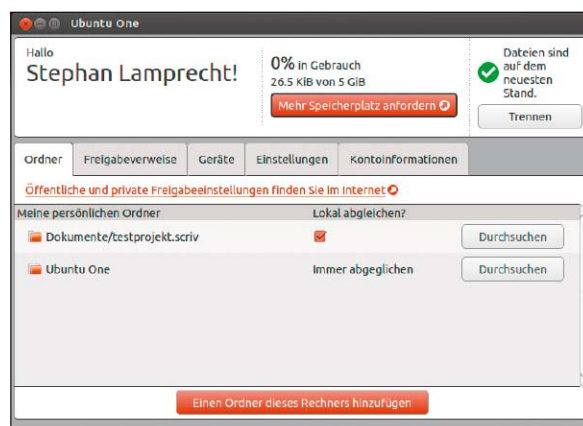 Ubuntu One
Hallo
Stephan Lamprecht!
0% in Gebrauch
26.5 KiB von 5 GiB
Mehr Speicherplatz anfordern
Dateien sind
auf dem
neuesten
Stand.
Trennen
Ordner Freigabeverweise Geräte Einstellungen Kontoinformationen
Öffentliche und private Freigabeeinstellungen finden Sie im Internet
Meine persönlichen Ordner Lokal abgleichen?
Dokumente/testprojekt.scriv Durchsuchen
Ubuntu One Immer abgeglichen Durchsuchen
Einen Ordner dieses Rechners hinzufügen